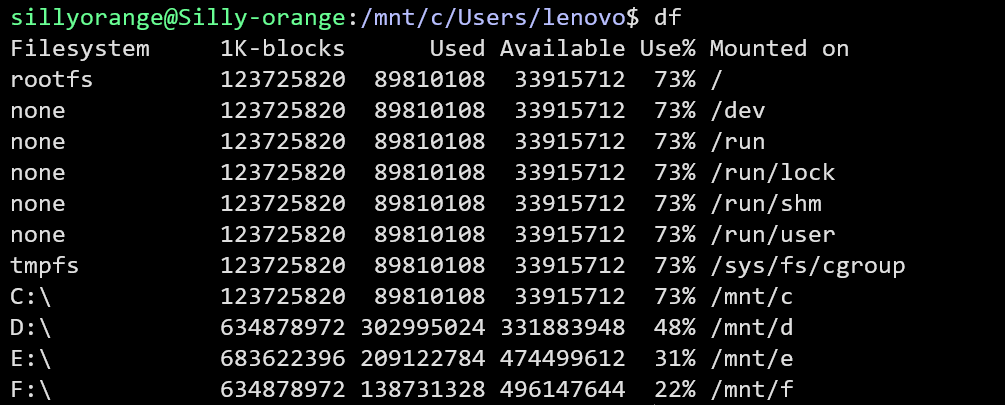 sillyorange@Silly-orange:/mnt/c/Users/lenovo$ df
Filesystem     1K-blocks      Used Available Use% Mounted on
rootfs         123725820  89810108  33915712  73% /
none           123725820  89810108  33915712  73% /dev
none           123725820  89810108  33915712  73% /run
none           123725820  89810108  33915712  73% /run/lock
none           123725820  89810108  33915712  73% /run/shm
none           123725820  89810108  33915712  73% /run/user
tmpfs          123725820  89810108  33915712  73% /sys/fs/cgroup
C:\            123725820  89810108  33915712  73% /mnt/c
D:\            634878972 302995024 331883948  48% /mnt/d
E:\            683622396 209122784 474499612  31% /mnt/e
F:\            634878972 138731328 496147644  22% /mnt/f